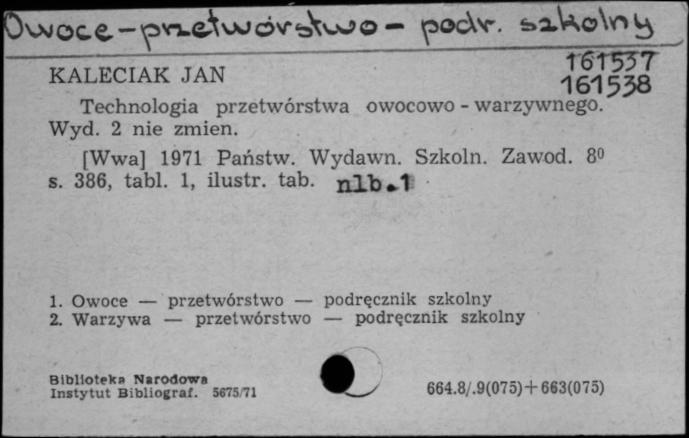 Owoce - przetwórstwo - podr. szkolny
161537
KALECIAK JAN
161538
Technologia przetwórstwa owocowo - warzywnego.
Wyd. 2 nie zmien.
[Wwa] 1971 Państw. Wydawn. Szkoln. Zawod. 8⁰
s. 386, tabl. 1, ilustr. tab. nlb.1
1. Owoce — przetwórstwo — podręcznik szkolny
2. Warzywa — przetwórstwo — podręcznik szkolny
Biblioteka Narodowa
Instytut Bibliograf. 5675/71
664.8/.9(075)+663(075)